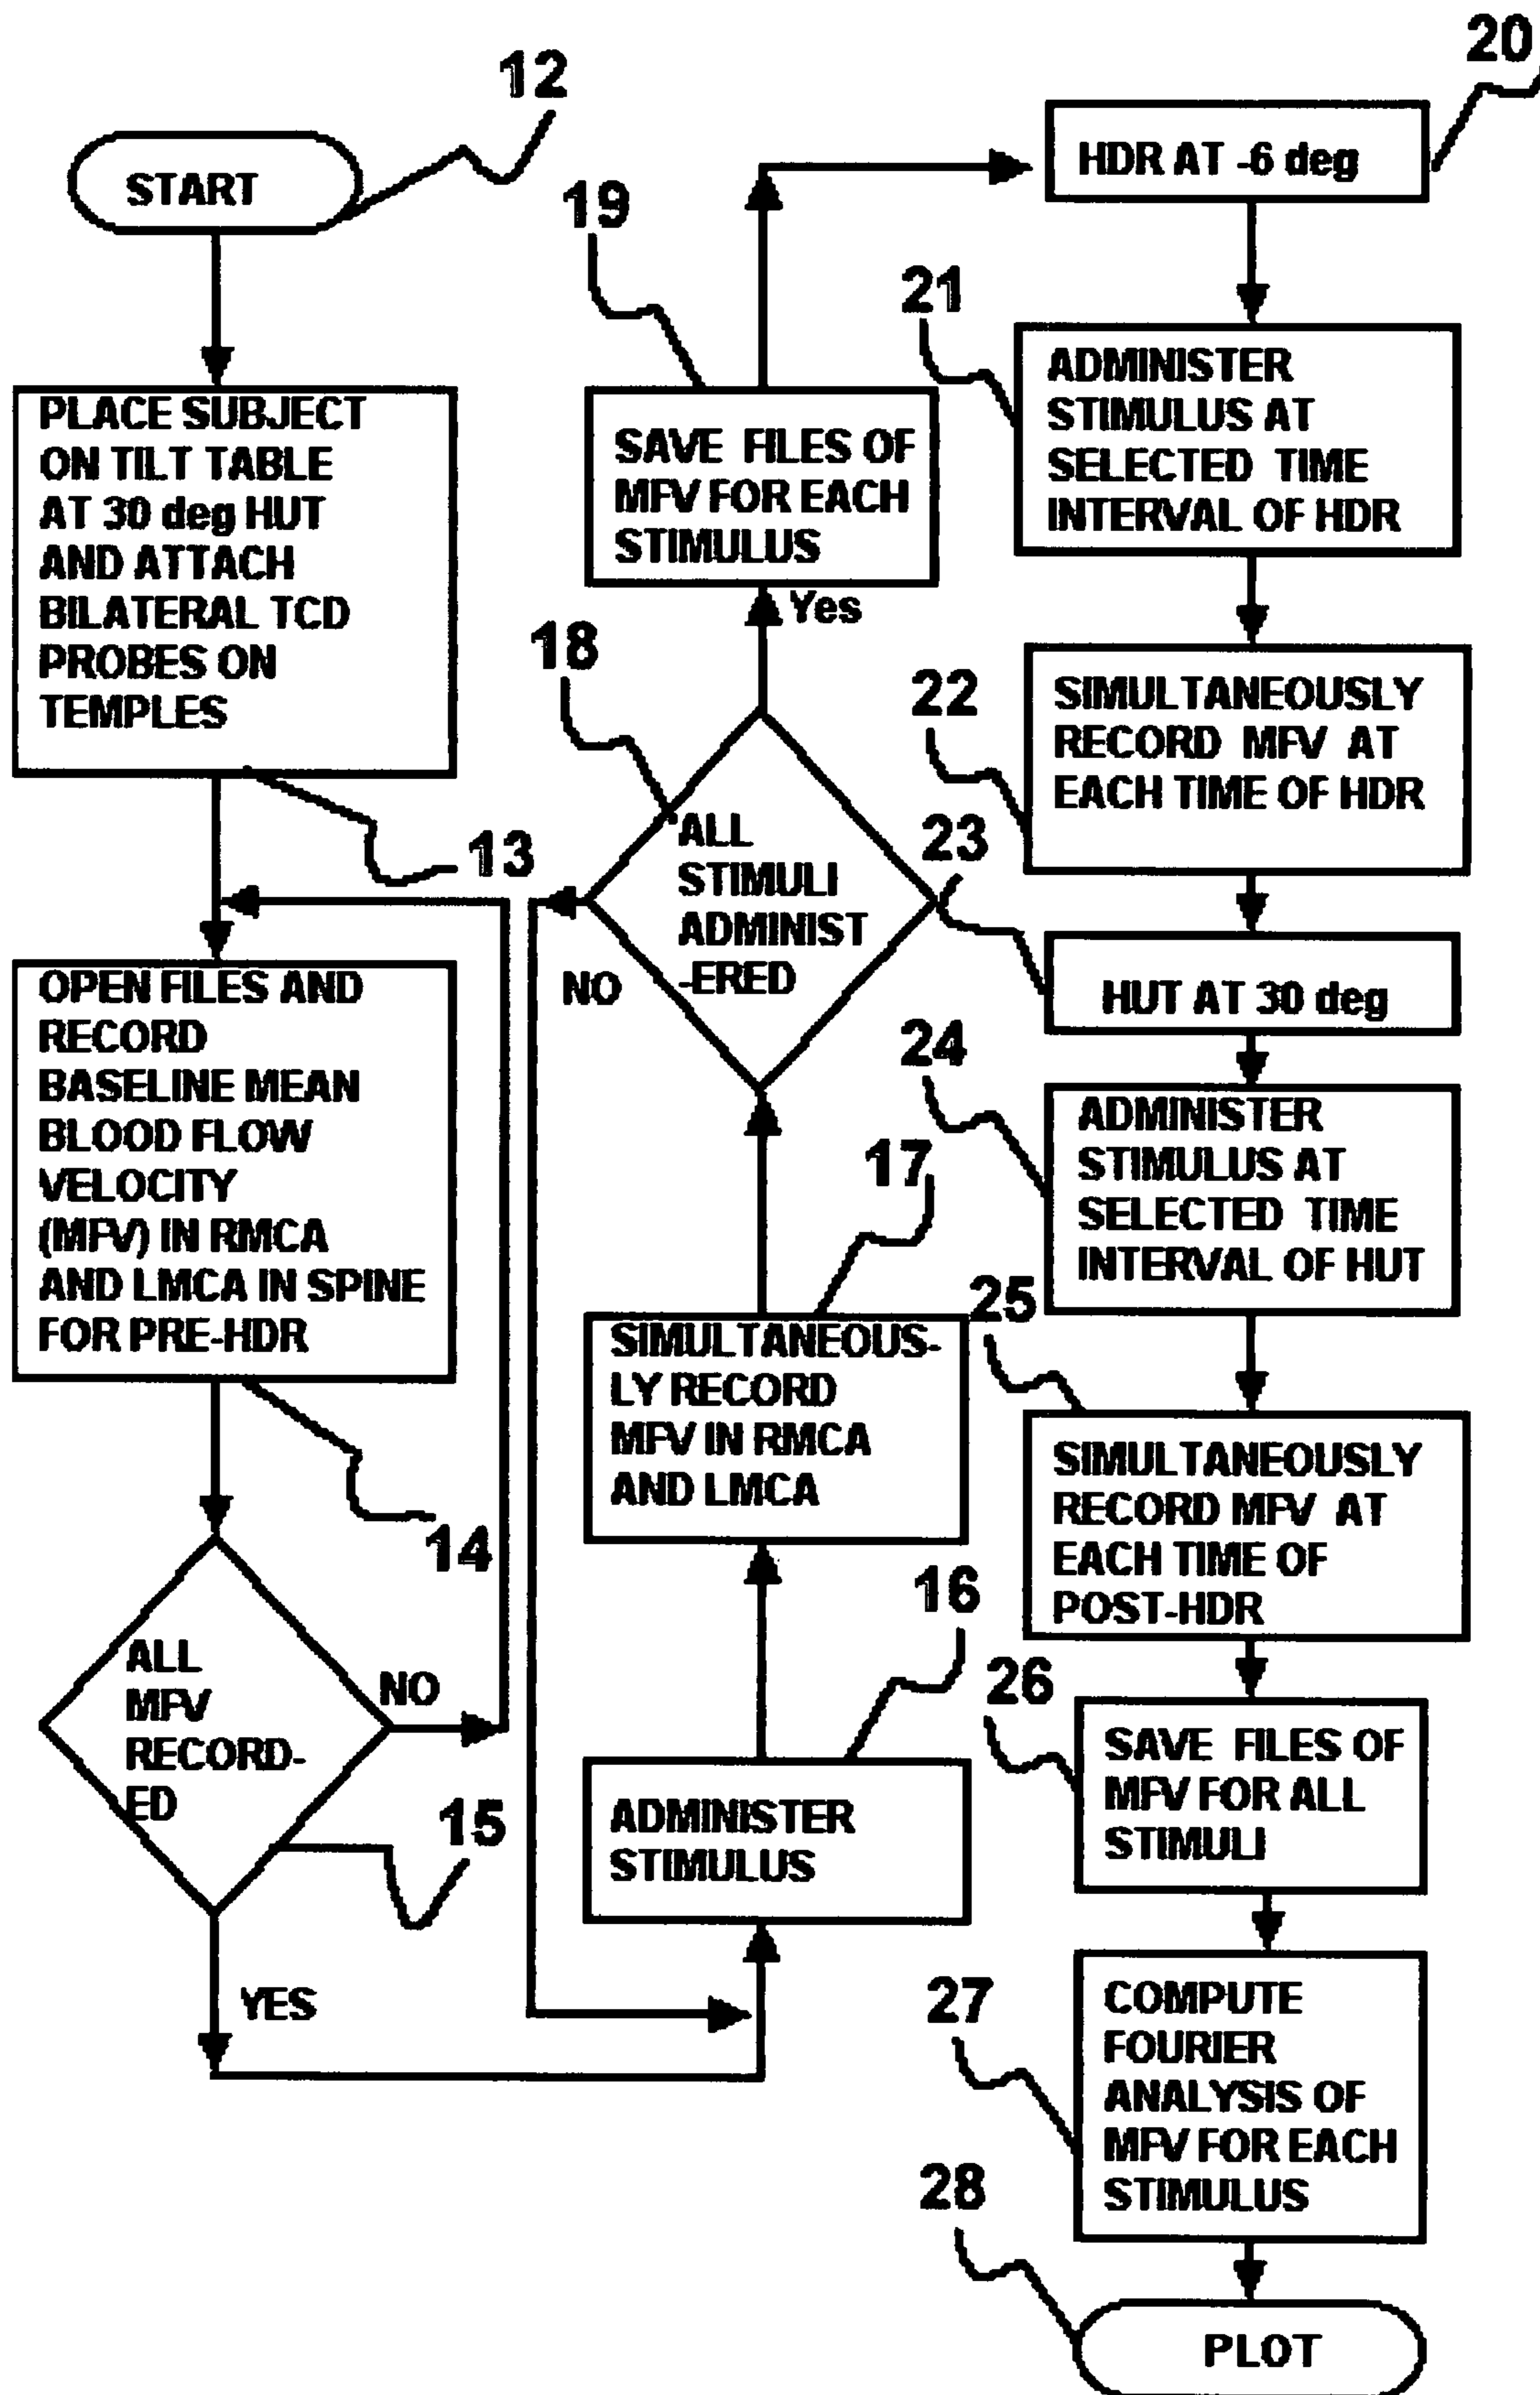 12
START
PLACE SUBJECT
ON TILT TABLE
AT 30 deg HUT
AND ATTACH
BILATERAL TCD
PROBES ON
TEMPLES
13
OPEN FILES AND
RECORD
BASELINE MEAN
BLOOD FLOW
VELOCITY
(MFV) IN RMCA
AND LMCA IN SPINE
FOR PRE-HDR
14
ALL
MFV
RECORD-
ED
NO
15
YES
16
ADMINISTER
STIMULUS
17
SIMULTANEOUS-
LY RECORD
MFV IN RMCA
AND LMCA
18
ALL
STIMULI
ADMINIST
-ERED
NO
Yes
19
SAVE FILES OF
MFV FOR EACH
STIMULUS
20
HDR AT -6 deg
21
ADMINISTER
STIMULUS AT
SELECTED TIME
INTERVAL OF HDR
22
SIMULTANEOUSLY
RECORD MFV AT
EACH TIME OF HDR
23
HUT AT 30 deg
24
ADMINISTER
STIMULUS AT
SELECTED TIME
INTERVAL OF HUT
25
SIMULTANEOUSLY
RECORD MFV AT
EACH TIME OF
POST-HDR
26
SAVE FILES OF
MFV FOR ALL
STIMULI
27
COMPUTE
FOURIER
ANALYSIS OF
MFV FOR EACH
STIMULUS
28
PLOT